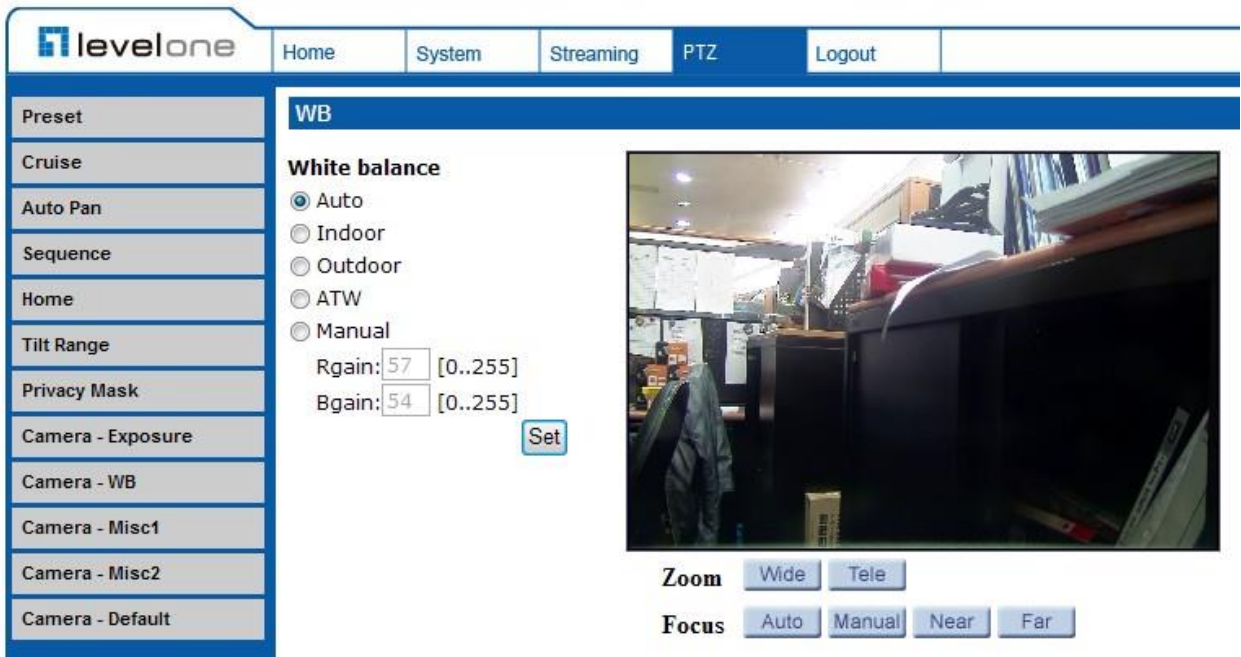 levelone
Home System Streaming PTZ Logout
Preset
Cruise
Auto Pan
Sequence
Home
Tilt Range
Privacy Mask
Camera - Exposure
Camera - WB
Camera - Misc1
Camera - Misc2
Camera - Default
WB
White balance
Auto
Indoor
Outdoor
ATW
Manual
Rgain: 57 [0..255]
Bgain: 54 [0..255]
Set
Zoom Wide Tele
Focus Auto Manual Near Far